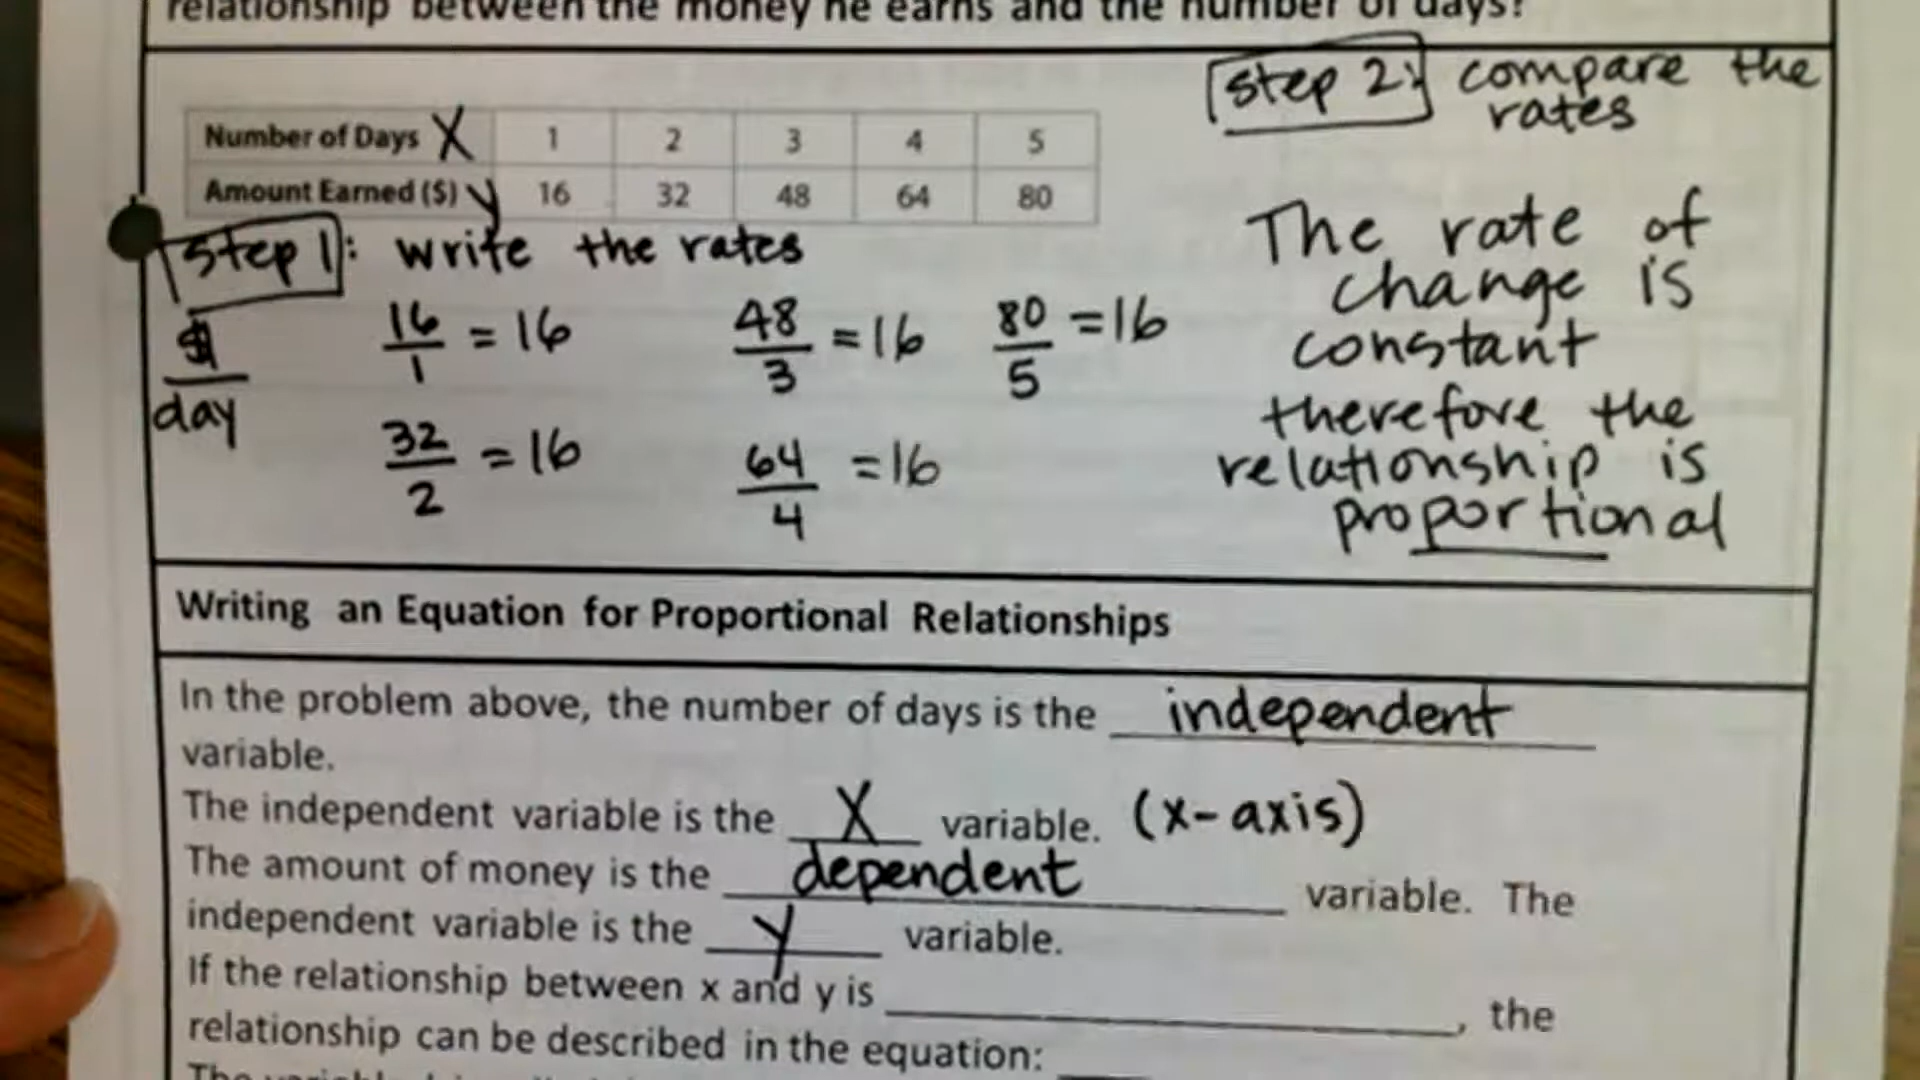 relationship between the money he earns and the number of days?
Step 2: compare the
rates
Number of Days X 1 2 3 4 5
Amount Earned ($) y 16 32 48 64 80
Step 1: write the rates
$/day
16/1 = 16
48/3 = 16
80/5 = 16
32/2 = 16
64/4 = 16
The rate of
change is
constant
therefore the
relationship is
proportional
Writing an Equation for Proportional Relationships
In the problem above, the number of days is the independent
variable.
The independent variable is the X variable. (x-axis)
The amount of money is the dependent variable. The
independent variable is the y variable.
If the relationship between x and y is ____, the
relationship can be described in the equation: